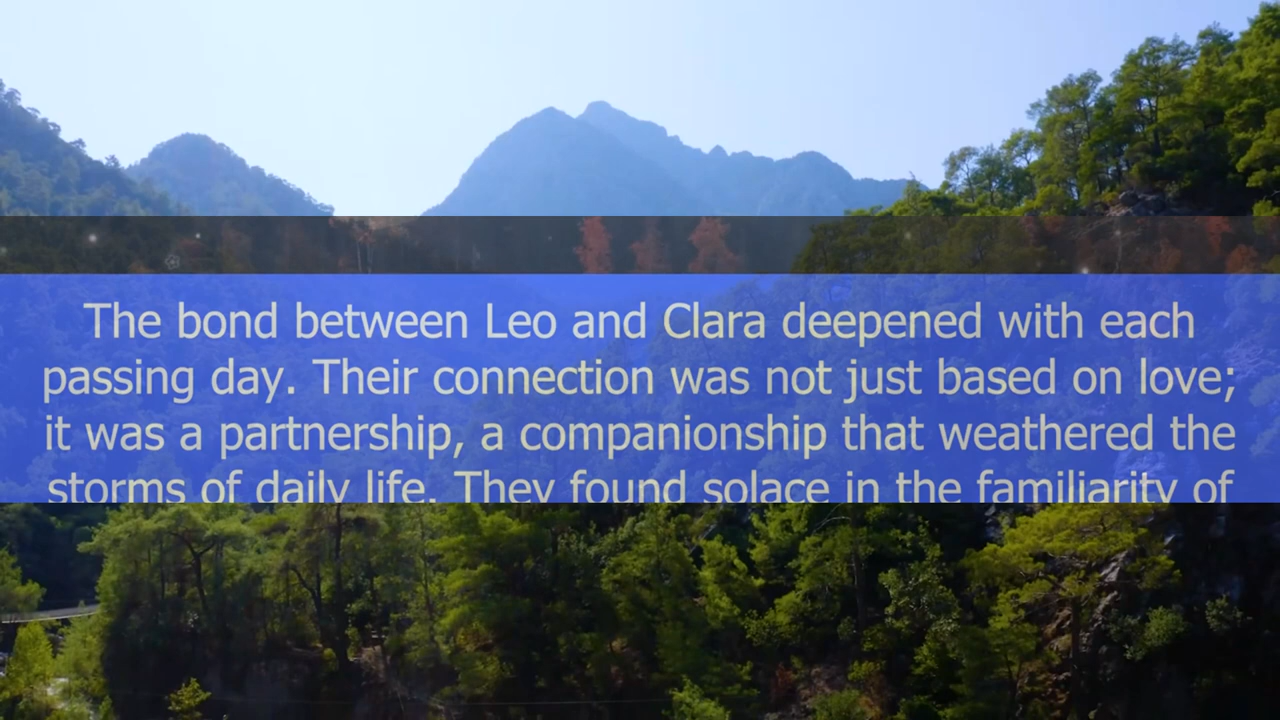 The bond between Leo and Clara deepened with each
passing day. Their connection was not just based on love;
it was a partnership, a companionship that weathered the
storms of daily life. They found solace in the familiarity of